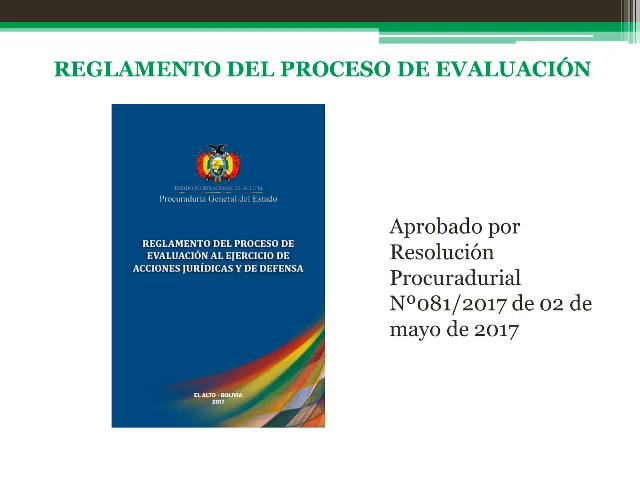 REGLAMENTO DEL PROCESO DE EVALUACIÓN
ESTADO PLURINACIONAL DE BOLIVIA
Procuraduría General del Estado
REGLAMENTO DEL PROCESO DE
EVALUACIÓN AL EJERCICIO DE
ACCIONES JURÍDICAS Y DE DEFENSA
EL ALTO - BOLIVIA
2017
Aprobado por
Resolución
Procuradurial
Nº081/2017 de 02 de
mayo de 2017